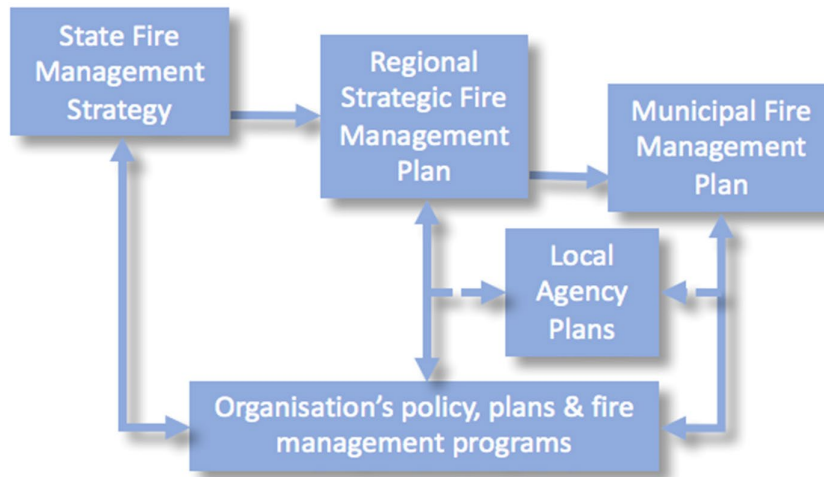 State Fire
Management
Strategy
Regional
Strategic Fire
Management
Plan
Municipal Fire
Management
Plan
Local
Agency
Plans
Organisation's policy, plans & fire
management programs